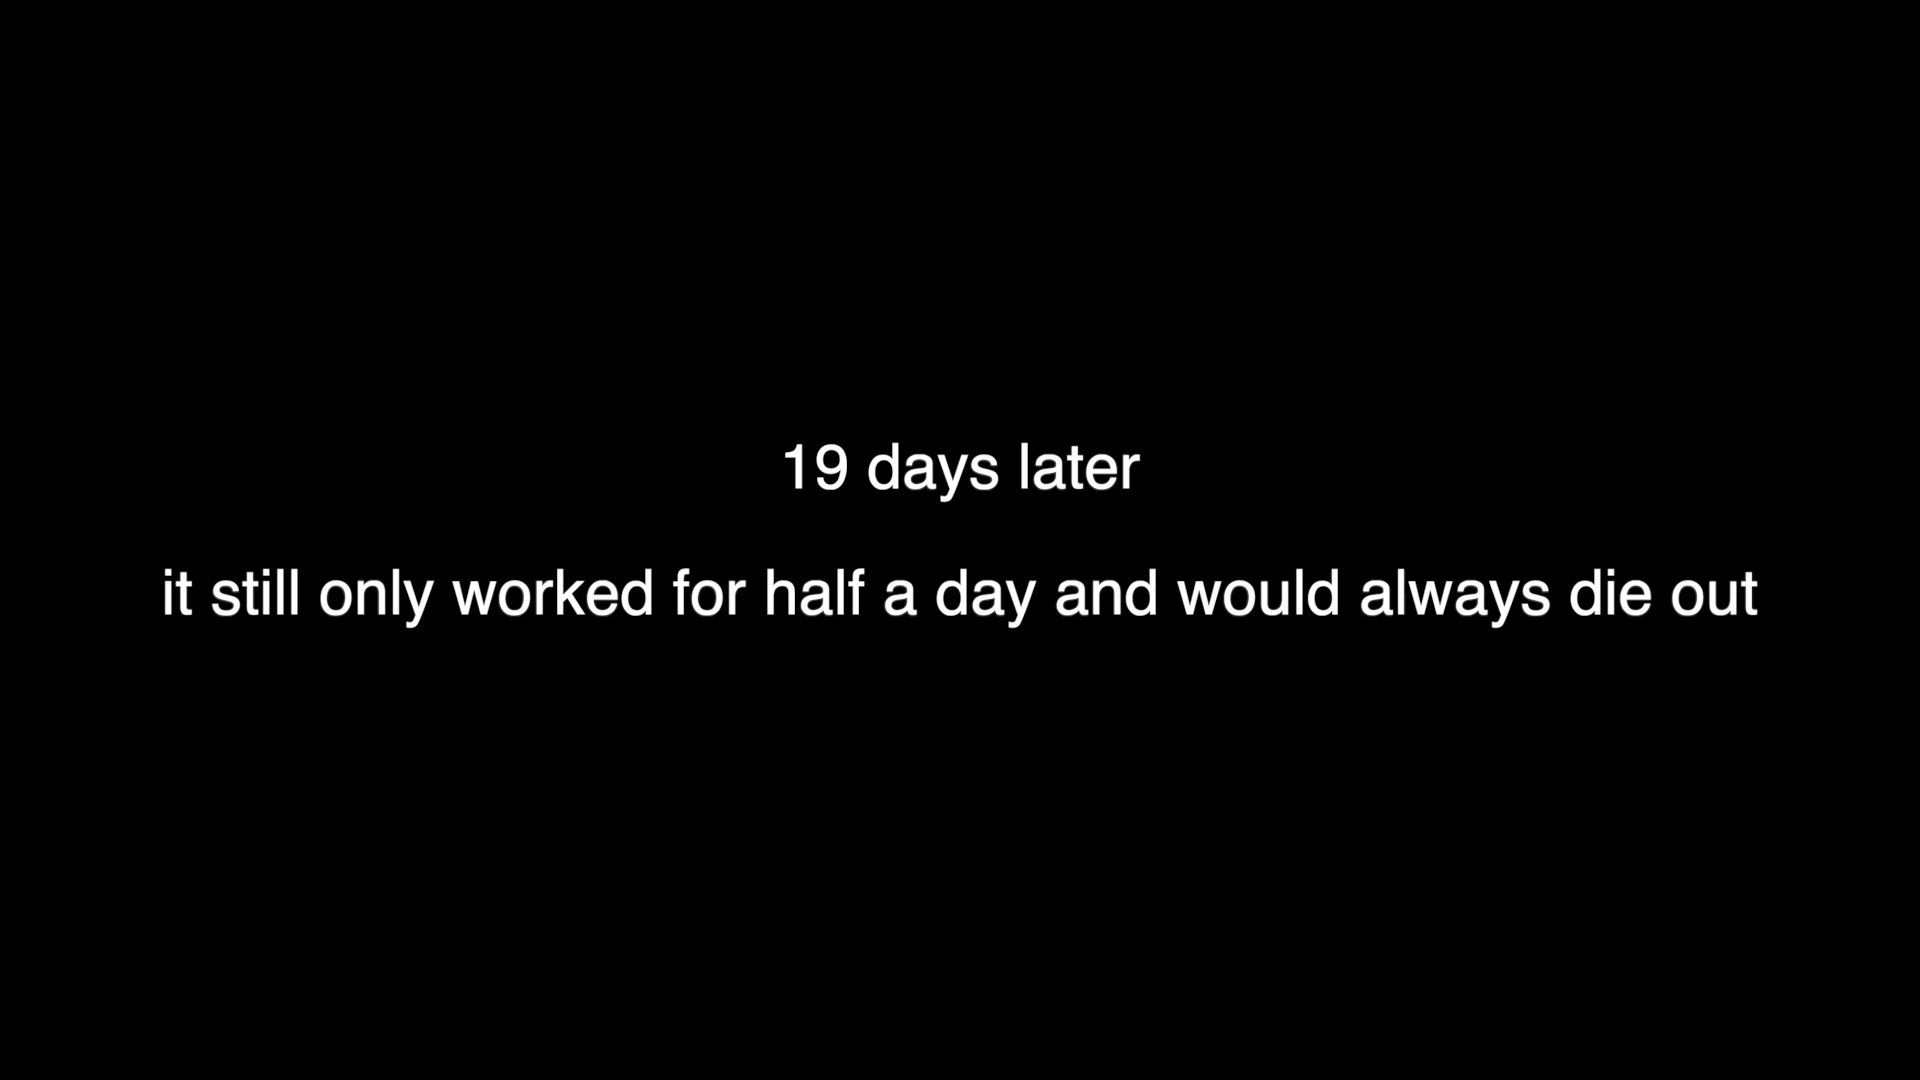 19 days later
it still only worked for half a day and would always die out